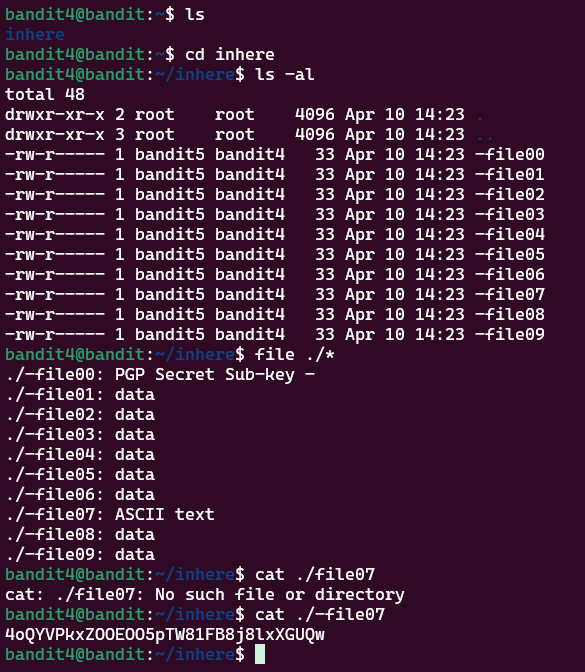 bandit4@bandit:~$ ls
inhere
bandit4@bandit:~$ cd inhere
bandit4@bandit:~/inhere$ ls -al
total 48
drwxr-xr-x 2 root    root    4096 Apr 10 14:23 .
drwxr-xr-x 3 root    root    4096 Apr 10 14:23 ..
-rw-r----- 1 bandit5 bandit4   33 Apr 10 14:23 -file00
-rw-r----- 1 bandit5 bandit4   33 Apr 10 14:23 -file01
-rw-r----- 1 bandit5 bandit4   33 Apr 10 14:23 -file02
-rw-r----- 1 bandit5 bandit4   33 Apr 10 14:23 -file03
-rw-r----- 1 bandit5 bandit4   33 Apr 10 14:23 -file04
-rw-r----- 1 bandit5 bandit4   33 Apr 10 14:23 -file05
-rw-r----- 1 bandit5 bandit4   33 Apr 10 14:23 -file06
-rw-r----- 1 bandit5 bandit4   33 Apr 10 14:23 -file07
-rw-r----- 1 bandit5 bandit4   33 Apr 10 14:23 -file08
-rw-r----- 1 bandit5 bandit4   33 Apr 10 14:23 -file09
bandit4@bandit:~/inhere$ file ./*
./-file00: PGP Secret Sub-key -
./-file01: data
./-file02: data
./-file03: data
./-file04: data
./-file05: data
./-file06: data
./-file07: ASCII text
./-file08: data
./-file09: data
bandit4@bandit:~/inhere$ cat ./file07
cat: ./file07: No such file or directory
bandit4@bandit:~/inhere$ cat ./-file07
4oQYVPkxZOOEOO5pTW81FB8j8lxXGUQw
bandit4@bandit:~/inhere$